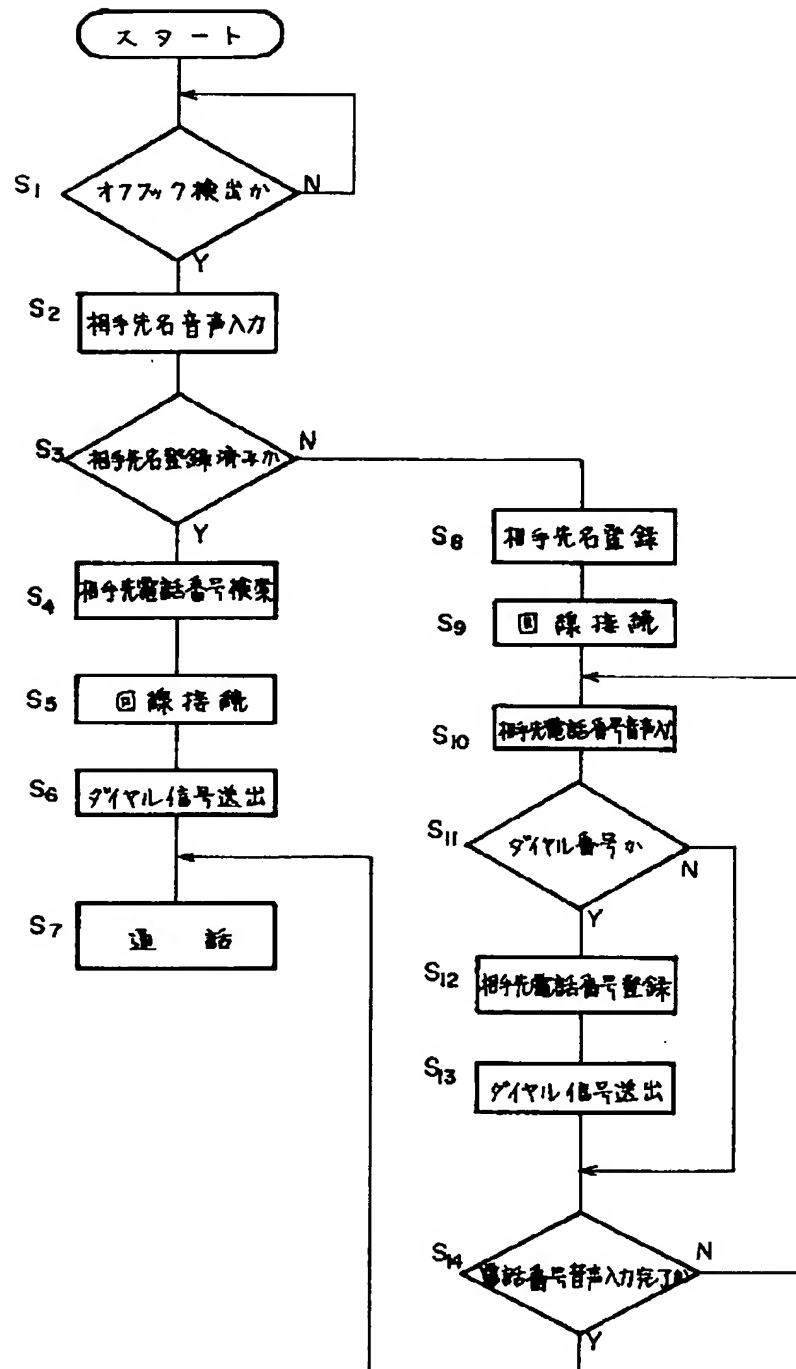 スタート
S1
オフフック検出か
N
Y
S2
相手先名音声入力
S3
相手先名登録済みか
N
Y
S4
相手先電話番号検索
S5
回線接続
S6
ダイヤル信号送出
S7
通話
S8
相手先名登録
S9
回線接続
S10
相手先電話番号音声入力
S11
ダイヤル番号か
N
Y
S12
相手先電話番号登録
S13
ダイヤル信号送出
S14
電話番号音声入力完了か
N
Y